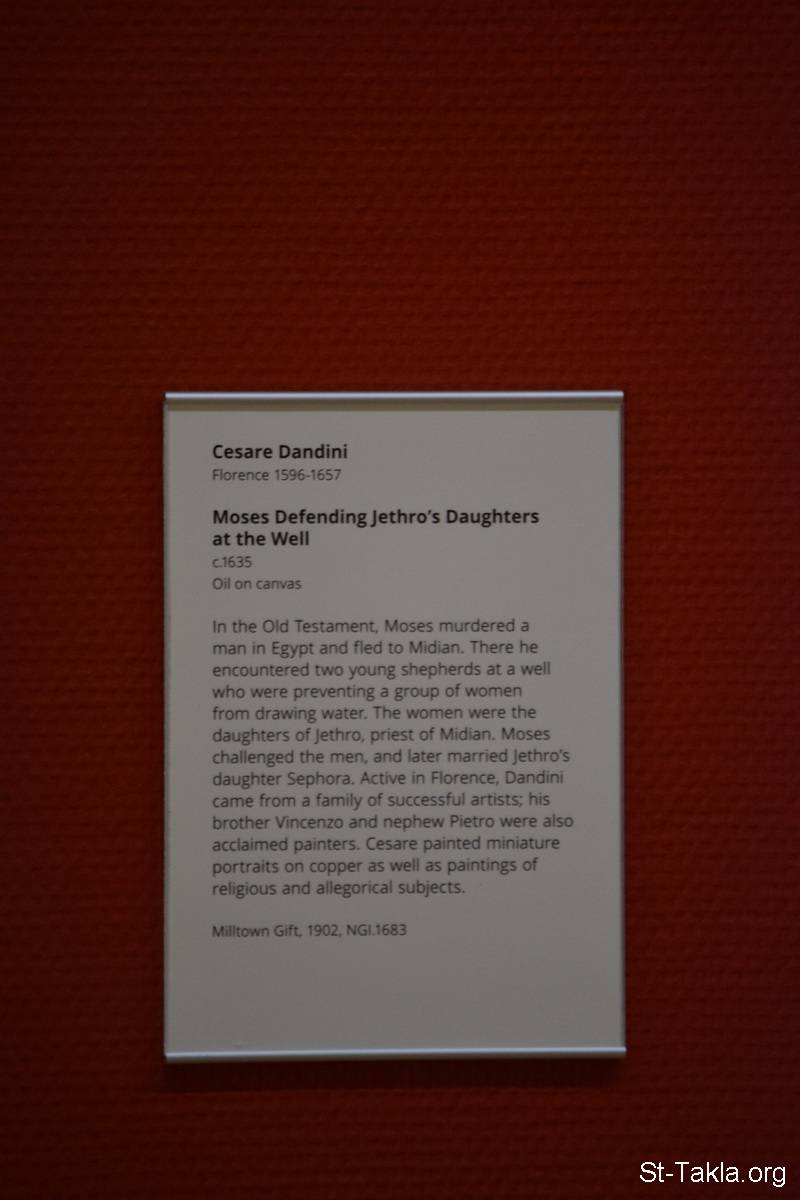 Cesare Dandini
Florence 1596-1657
Moses Defending Jethro's Daughters
at the Well
c.1635
Oil on canvas
In the Old Testament, Moses murdered a
man in Egypt and fled to Midian. There he
encountered two young shepherds at a well
who were preventing a group of women
from drawing water. The women were the
daughters of Jethro, priest of Midian. Moses
challenged the men, and later married Jethro's
daughter Sephora. Active in Florence, Dandini
came from a family of successful artists; his
brother Vincenzo and nephew Pietro were also
acclaimed painters. Cesare painted miniature
portraits on copper as well as paintings of
religious and allegorical subjects.
Milltown Gift, 1902, NGI.1683
St-Takla.org